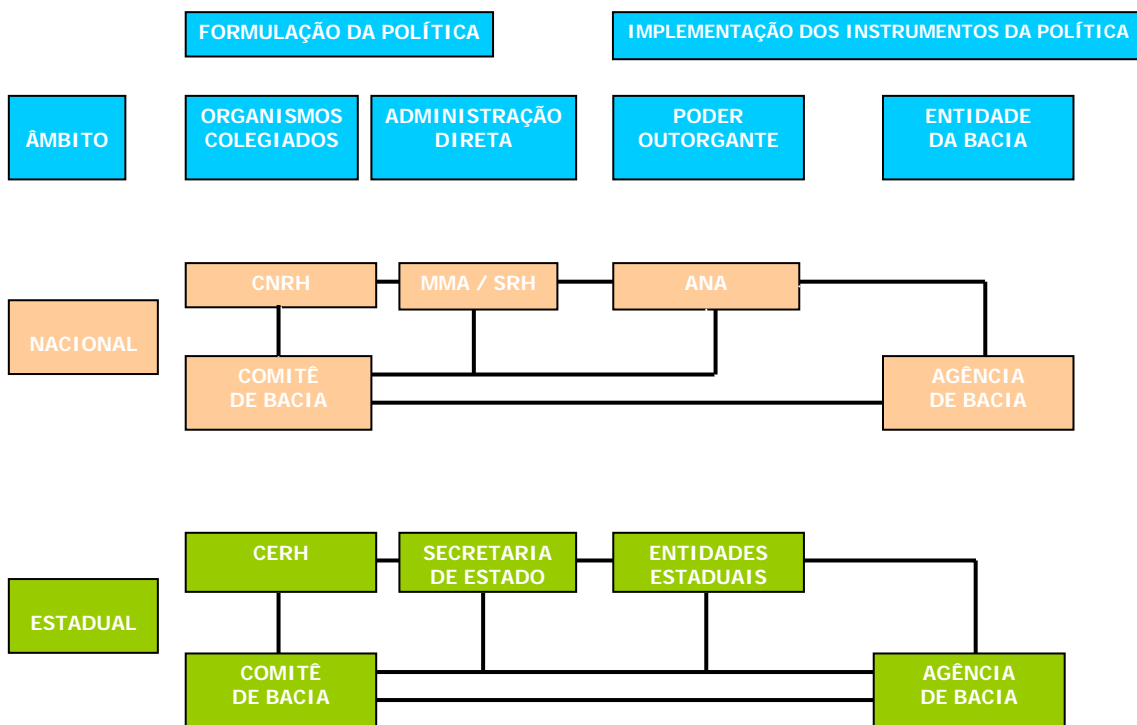 FORMULAÇÃO DA POLÍTICA
IMPLEMENTAÇÃO DOS INSTRUMENTOS DA POLÍTICA
ÂMBITO
ORGANISMOS
COLEGIADOS
ADMINISTRAÇÃO
DIRETA
PODER
OUTORGANTE
ENTIDADE
DA BACIA
NACIONAL
CNRH
MMA / SRH
ANA
COMITÊ
DE BACIA
AGÊNCIA
DE BACIA
ESTADUAL
CERH
SECRETARIA
DE ESTADO
ENTIDADES
ESTADUAIS
COMITÊ
DE BACIA
AGÊNCIA
DE BACIA